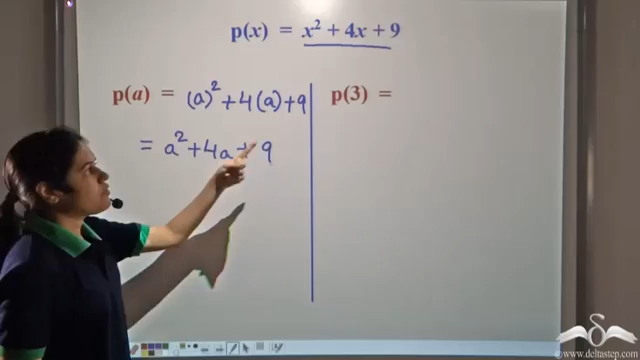 p(x) = x² + 4x + 9
p(a) = (a)² + 4(a) + 9
= a² + 4a + 9
p(3) =
© www.deltastep.com